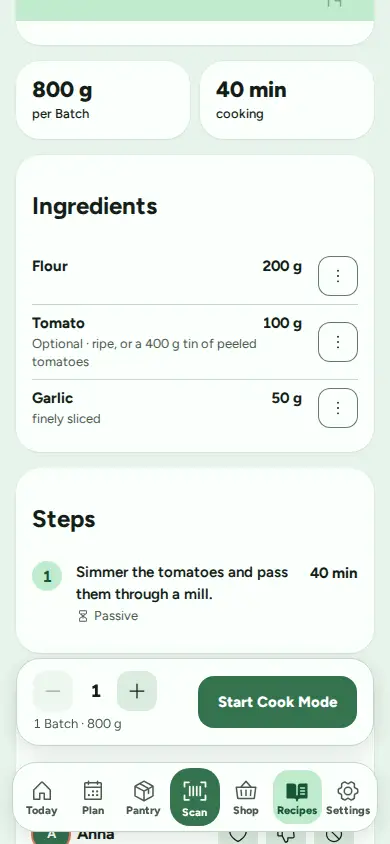 800 g
per Batch
40 min
cooking
Ingredients
Flour
200 g
Tomato
100 g
Optional · ripe, or a 400 g tin of peeled
tomatoes
Garlic
50 g
finely sliced
Steps
1
Simmer the tomatoes and pass
them through a mill.
40 min
Passive
1
1 Batch · 800 g
Start Cook Mode
Today
Plan
Pantry
Scan
Shop
Recipes
Settings
A
Anna